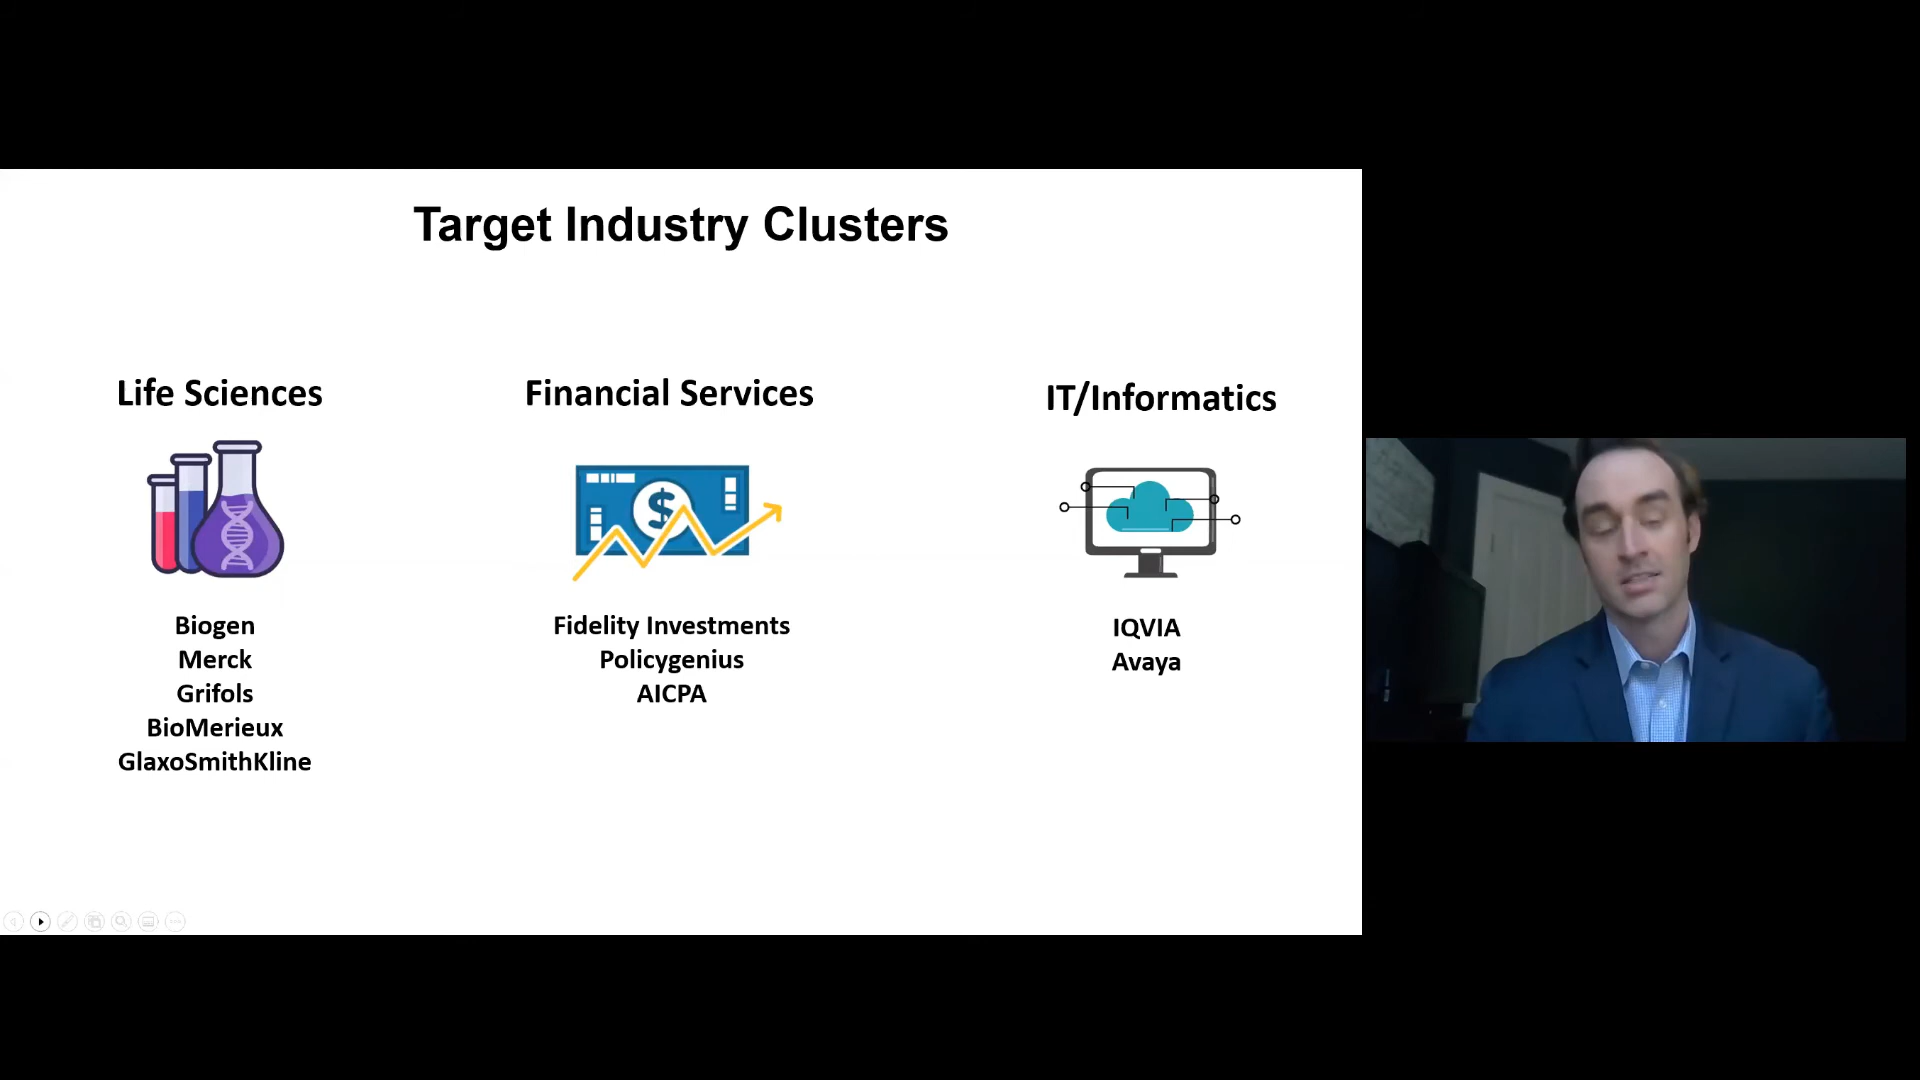 Target Industry Clusters
Life Sciences
Biogen
Merck
Grifols
BioMerieux
GlaxoSmithKline
Financial Services
$
Fidelity Investments
Policygenius
AICPA
IT/Informatics
IQVIA
Avaya